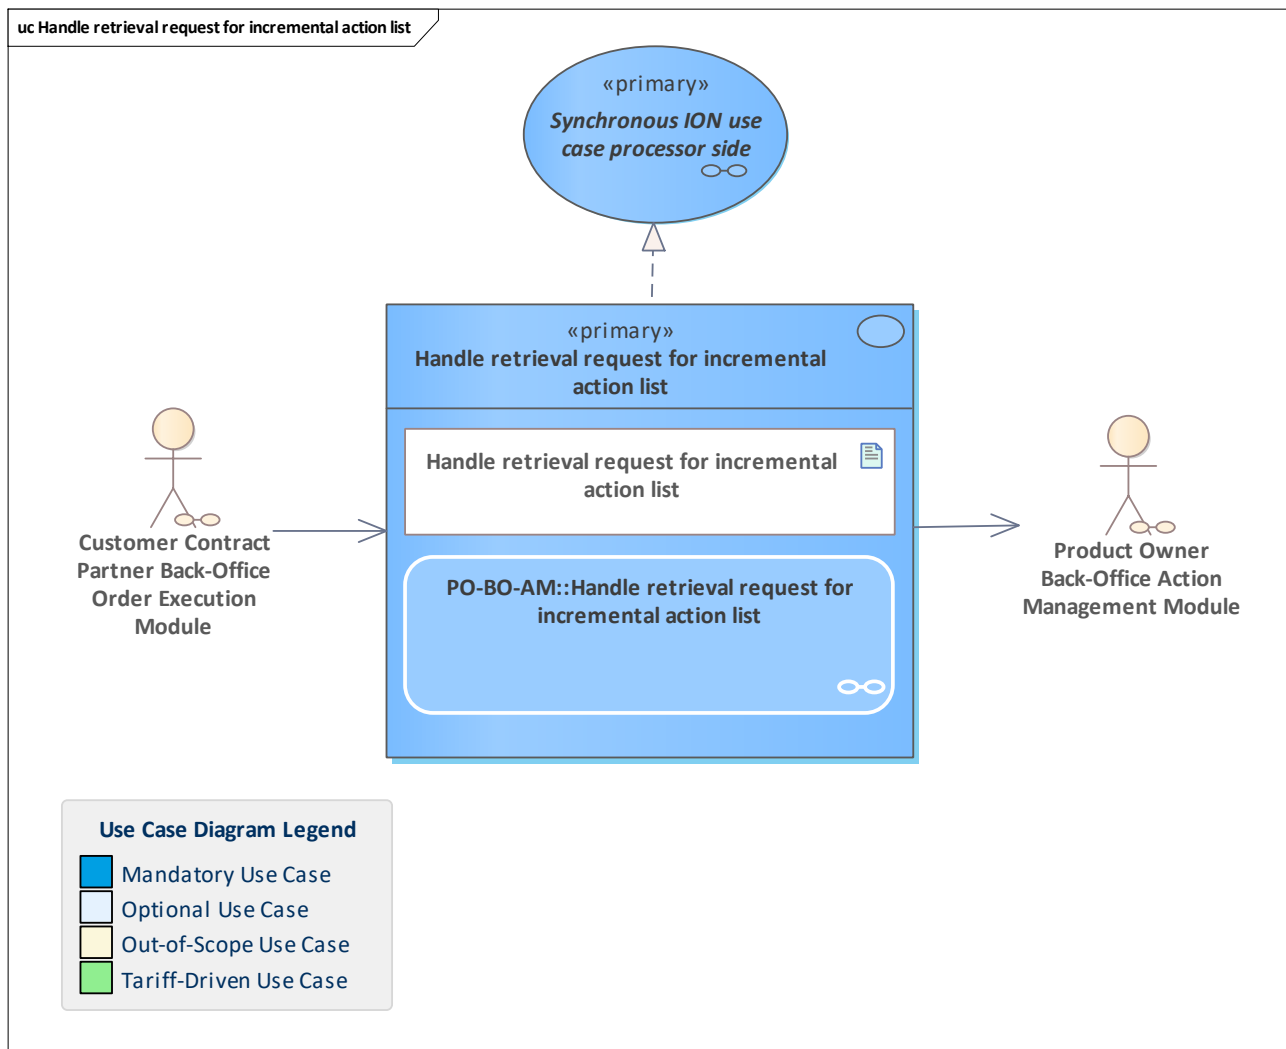 uc Handle retrieval request for incremental action list
«primary»
Synchronous ION use
case processor side
«primary»
Handle retrieval request for incremental
action list
Handle retrieval request for incremental
action list
PO-BO-AM::Handle retrieval request for
incremental action list
Customer Contract
Partner Back-Office
Order Execution
Module
Product Owner
Back-Office Action
Management Module
Use Case Diagram Legend
Mandatory Use Case
Optional Use Case
Out-of-Scope Use Case
Tariff-Driven Use Case